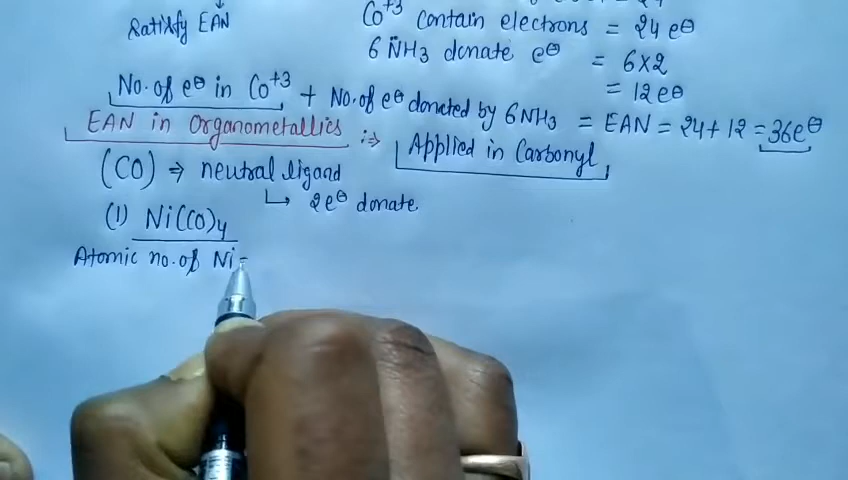 Satisfy EAN
Co+3 contain electrons = 24 e⊖
6 N̈H3 donate e⊖ = 6×2
= 12e⊖
No. of e⊖ in Co+3 + No. of e⊖ donated by 6NH3 = EAN = 24+12 = 36e⊖
EAN in Organometallics ⇒ Applied in Carbonyl
(CO) ⇒ neutral ligand
↳ 2e⊖ donate.
(1) Ni(CO)4
Atomic no. of Ni =